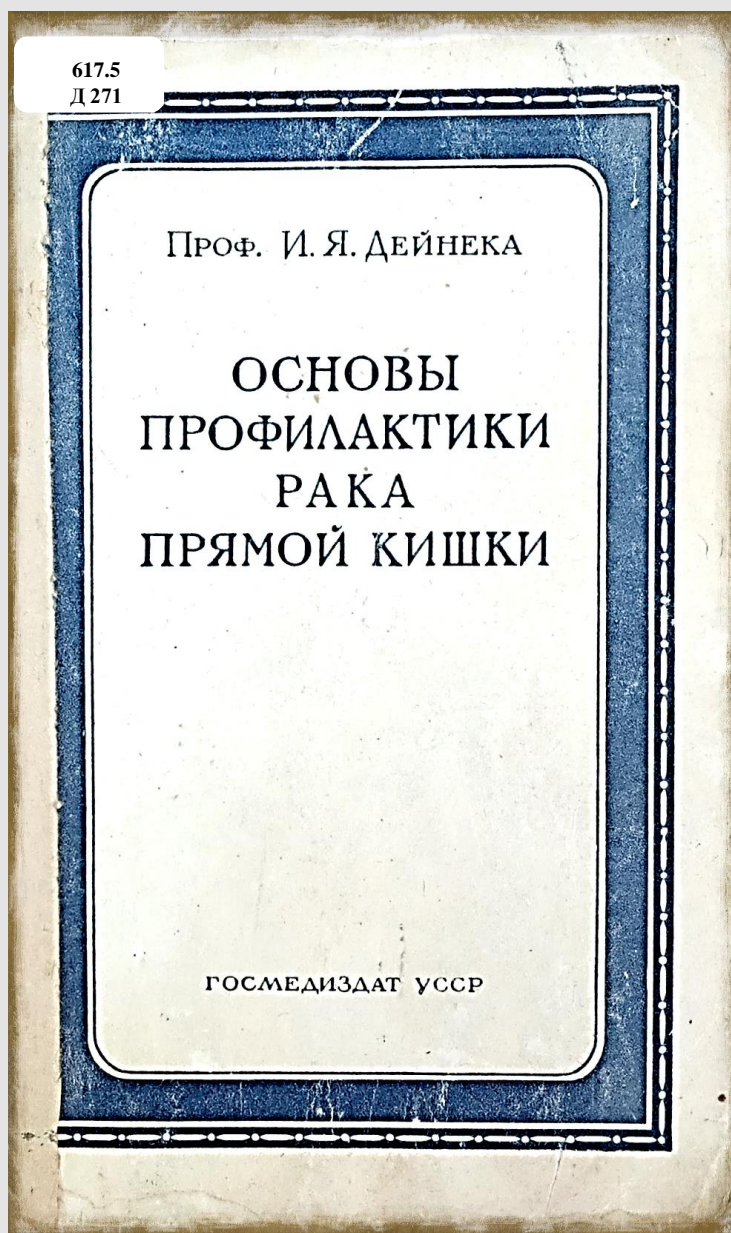 617.5
Д 271
Проф. И. Я. Дейнека
ОСНОВЫ
ПРОФИЛАКТИКИ
РАКА
ПРЯМОЙ КИШКИ
ГОСМЕДИЗДАТ УССР